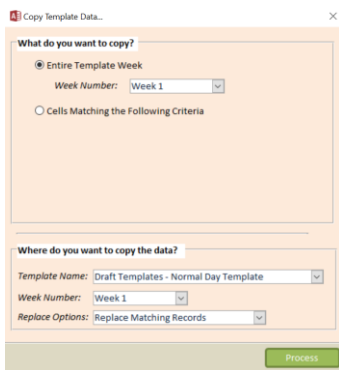 Copy Template Data...
What do you want to copy?
Entire Template Week
Week Number: Week 1
Cells Matching the Following Criteria
Where do you want to copy the data?
Template Name: Draft Templates - Normal Day Template
Week Number: Week 1
Replace Options: Replace Matching Records
Process